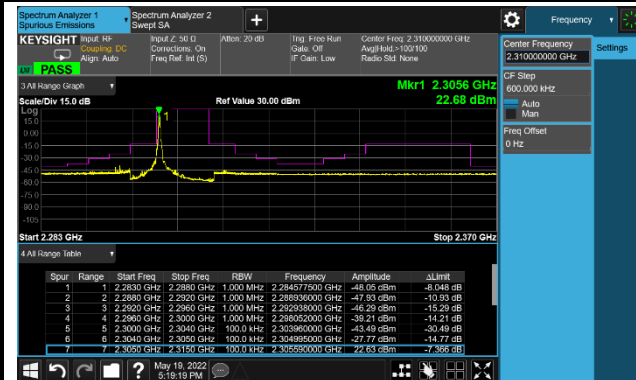 Spectrum Analyzer 1
Spurious Emissions
Spectrum Analyzer 2
Swept SA
+
Frequency
KEYSIGHT Input: RF
Coupling: DC
Align: Auto
Input Z: 50 Ω
Corrections: On
Freq Ref: Int (S)
Atten: 20 dB
Trig: Free Run
Gate: Off
IF Gain: Low
Center Freq: 2.310000000 GHz
Avg|Hold:>100/100
Radio Std: None
PASS
Center Frequency
2.310000000 GHz
Settings
CF Step
600.000 kHz
Auto
Man
Freq Offset
0 Hz
3 All Range Graph
Mkr1 2.3056 GHz
22.68 dBm
Scale/Div 15.0 dB
Ref Value 30.00 dBm
Log
15.0
0.00
-15.0
-30.0
-45.0
-60.0
-75.0
-90.0
-105
1
Start 2.283 GHz
Stop 2.370 GHz
4 All Range Table
Spur Range Start Freq Stop Freq RBW Frequency Amplitude ΔLimit
1 1 2.2830 GHz 2.2880 GHz 1.000 MHz 2.284577500 GHz -48.05 dBm -8.048 dB
2 2 2.2880 GHz 2.2920 GHz 1.000 MHz 2.288936000 GHz -47.93 dBm -10.93 dB
3 3 2.2920 GHz 2.2960 GHz 1.000 MHz 2.292938000 GHz -46.29 dBm -15.29 dB
4 4 2.2960 GHz 2.3000 GHz 1.000 MHz 2.298052000 GHz -39.21 dBm -14.21 dB
5 5 2.3000 GHz 2.3040 GHz 100.0 kHz 2.303960000 GHz -43.49 dBm -30.49 dB
6 6 2.3040 GHz 2.3050 GHz 100.0 kHz 2.304995000 GHz -27.77 dBm -14.77 dB
7 7 2.3050 GHz 2.3150 GHz 100.0 kHz 2.305590000 GHz 22.63 dBm -7.366 dB
May 19, 2022
5:19:19 PM